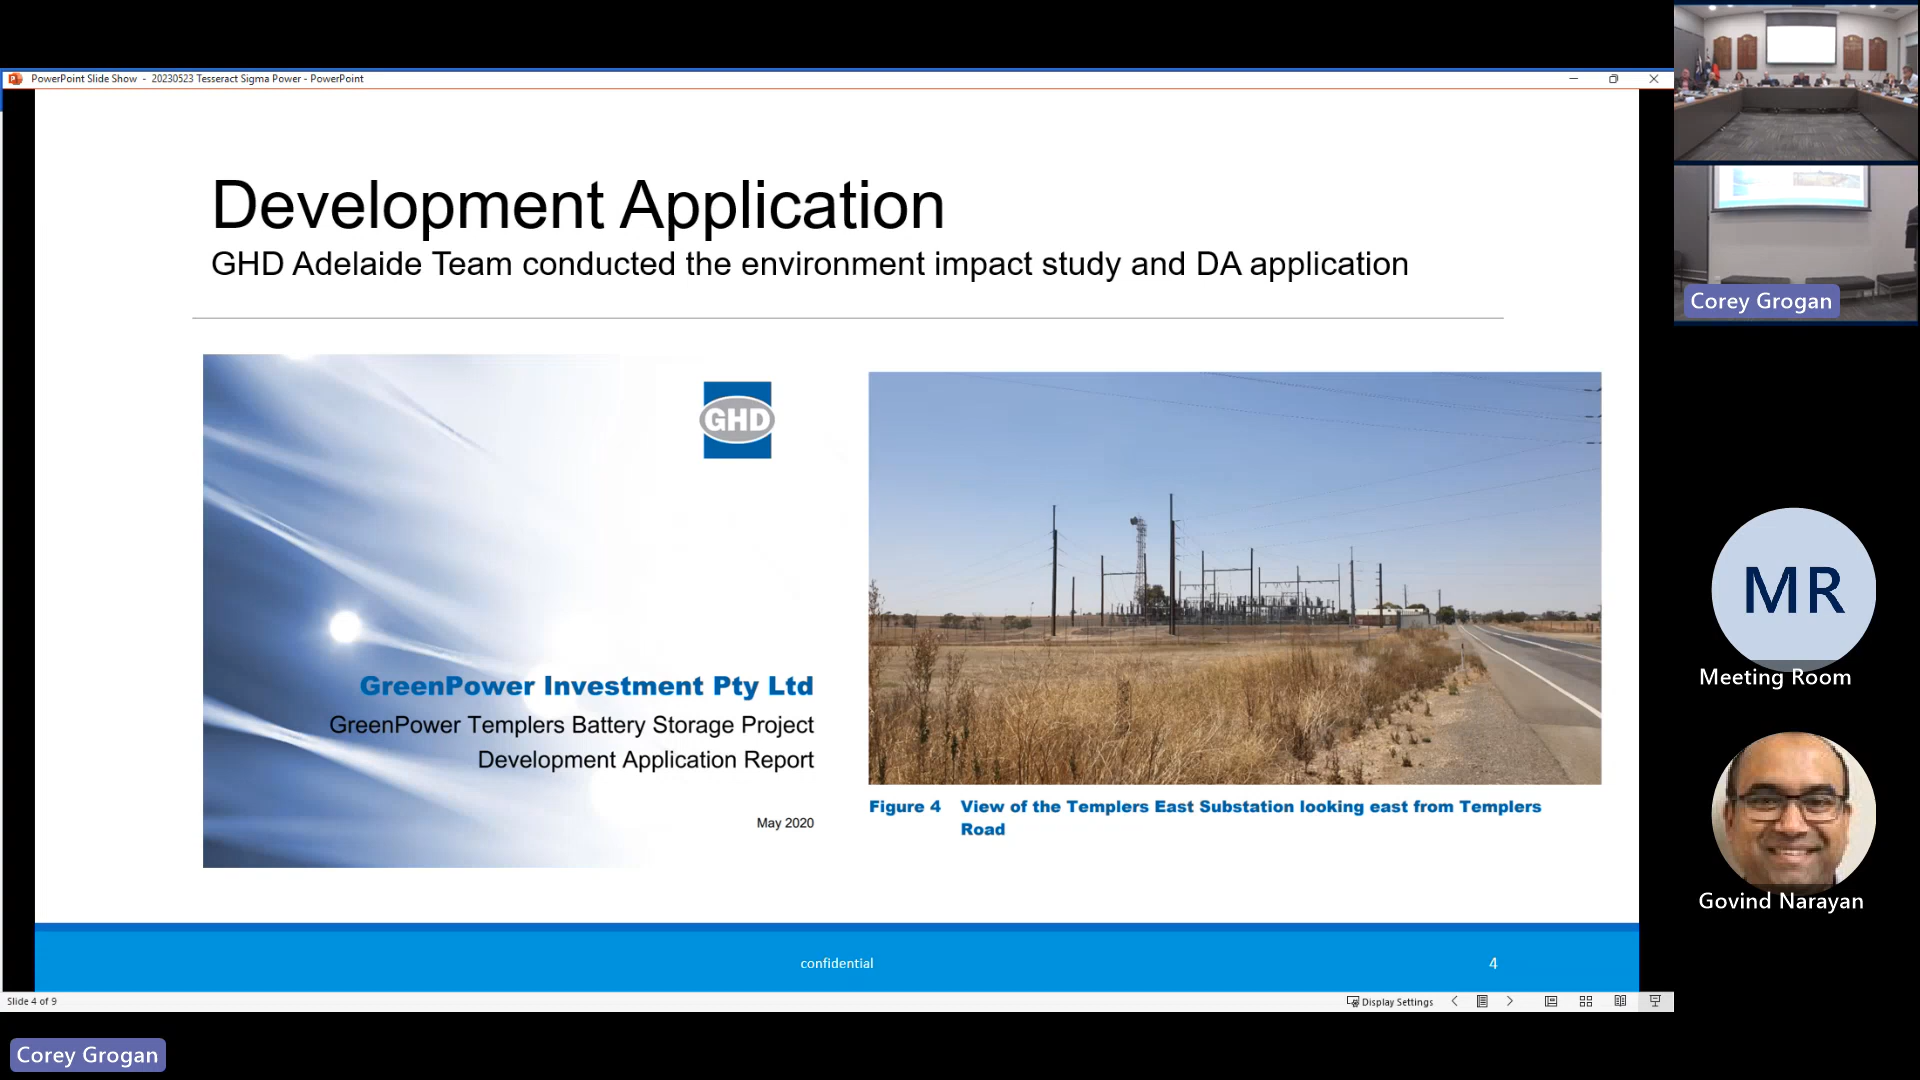 PowerPoint Slide Show - 20230523 Tesseract Sigma Power - PowerPoint
Development Application
GHD Adelaide Team conducted the environment impact study and DA application
GHD
GreenPower Investment Pty Ltd
GreenPower Templers Battery Storage Project
Development Application Report
May 2020
Figure 4 View of the Templers East Substation looking east from Templers
Road
confidential
4
Slide 4 of 9
Display Settings
Corey Grogan
Corey Grogan
MR
Meeting Room
Govind Narayan